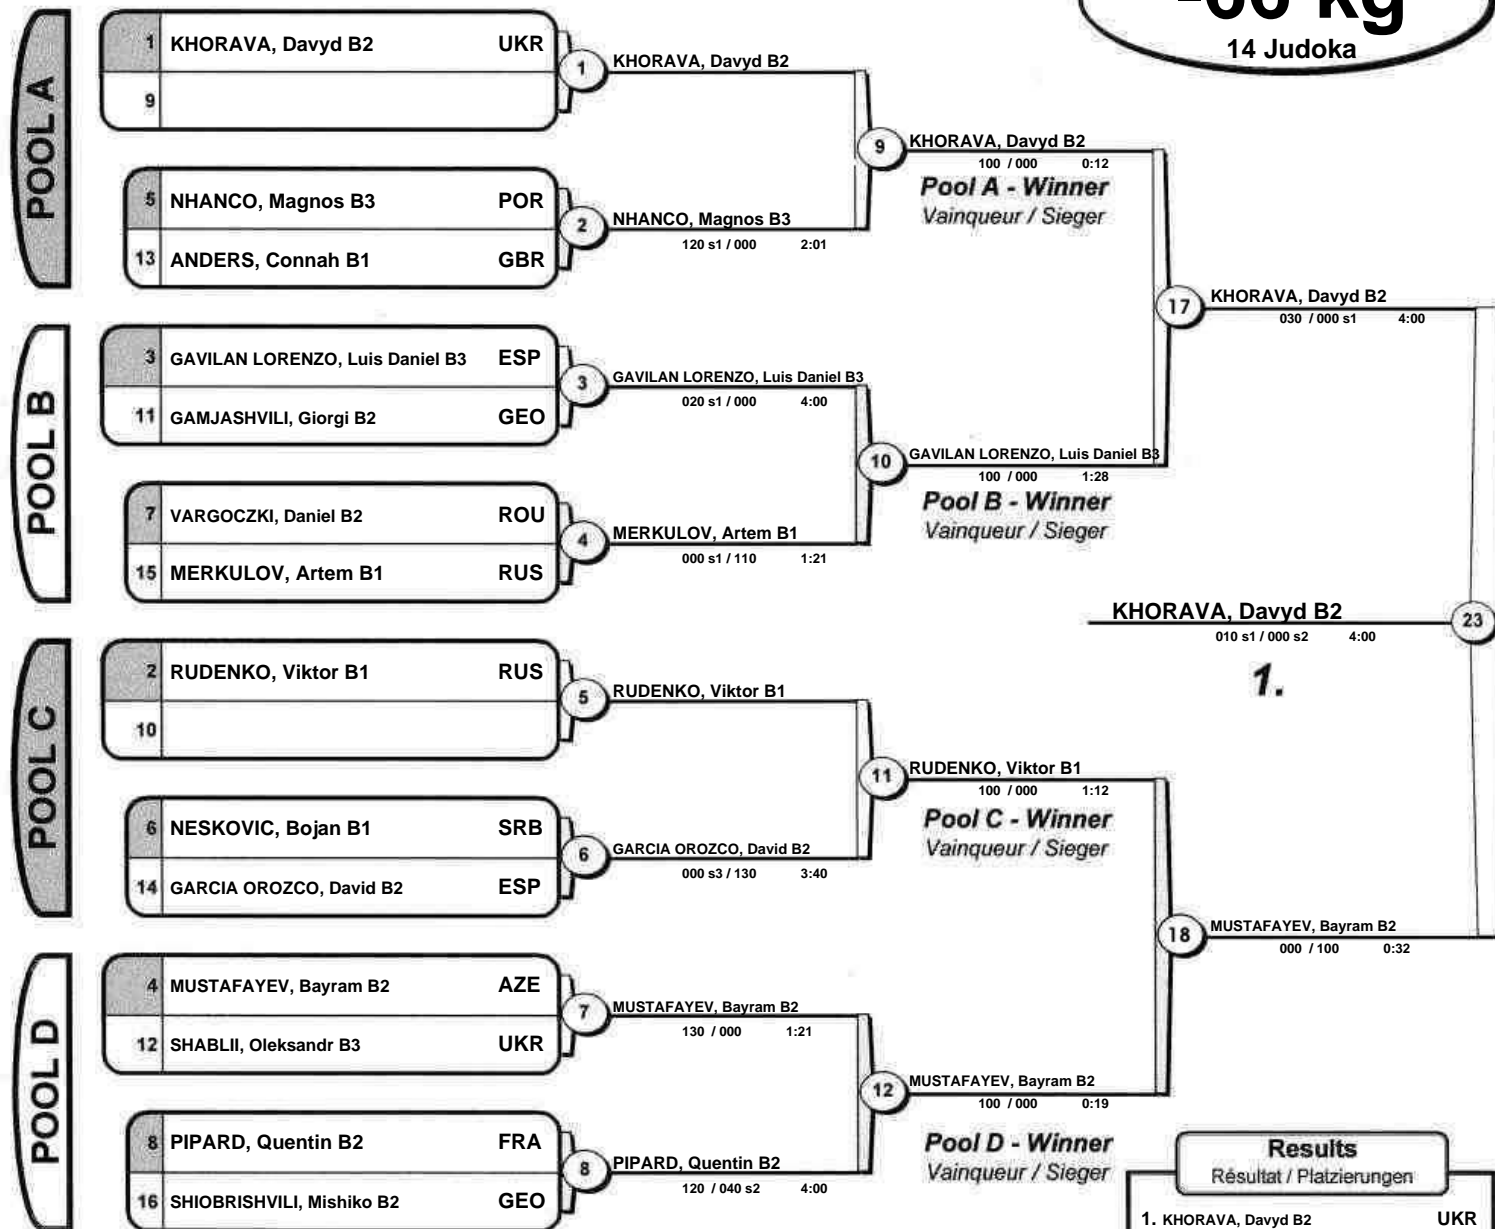 -66 kg
14 Judoka
POOL A
1 KHORAVA, Davyd B2 UKR
9
1
KHORAVA, Davyd B2
5 NHANCO, Magnos B3 POR
13 ANDERS, Connah B1 GBR
2
NHANCO, Magnos B3
120 s1 / 000 2:01
9
KHORAVA, Davyd B2
100 / 000 0:12
Pool A - Winner
Vainqueur / Sieger
POOL B
3 GAVILAN LORENZO, Luis Daniel B3 ESP
11 GAMJASHVILI, Giorgi B2 GEO
3
GAVILAN LORENZO, Luis Daniel B3
020 s1 / 000 4:00
7 VARGOCZKI, Daniel B2 ROU
15 MERKULOV, Artem B1 RUS
4
MERKULOV, Artem B1
000 s1 / 110 1:21
10
GAVILAN LORENZO, Luis Daniel B3
100 / 000 1:28
Pool B - Winner
Vainqueur / Sieger
17
KHORAVA, Davyd B2
030 / 000 s1 4:00
POOL C
2 RUDENKO, Viktor B1 RUS
10
5
RUDENKO, Viktor B1
6 NESKOVIC, Bojan B1 SRB
14 GARCIA OROZCO, David B2 ESP
6
GARCIA OROZCO, David B2
000 s3 / 130 3:40
11
RUDENKO, Viktor B1
100 / 000 1:12
Pool C - Winner
Vainqueur / Sieger
POOL D
4 MUSTAFAYEV, Bayram B2 AZE
12 SHABLII, Oleksandr B3 UKR
7
MUSTAFAYEV, Bayram B2
130 / 000 1:21
8 PIPARD, Quentin B2 FRA
16 SHIOBRISHVILI, Mishiko B2 GEO
8
PIPARD, Quentin B2
120 / 040 s2 4:00
12
MUSTAFAYEV, Bayram B2
100 / 000 0:19
Pool D - Winner
Vainqueur / Sieger
18
MUSTAFAYEV, Bayram B2
000 / 100 0:32
KHORAVA, Davyd B2
23
010 s1 / 000 s2 4:00
1.
Results
Résultat / Platzierungen
1. KHORAVA, Davyd B2 UKR